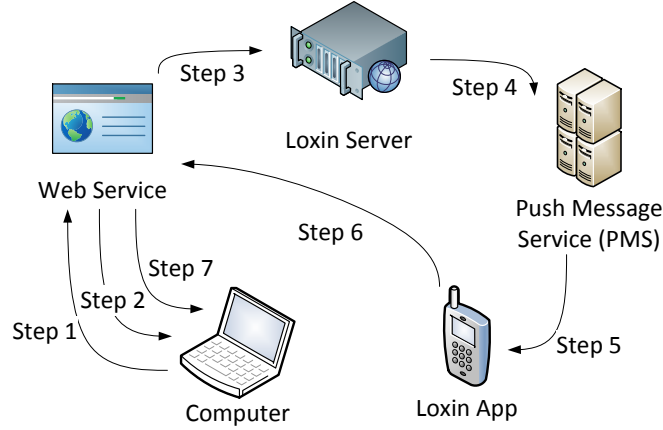 Step 3
Loxin Server
Step 4
Web Service
Push Message
Service (PMS)
Step 6
Step 7
Step 2
Step 1
Step 5
Computer
Loxin App